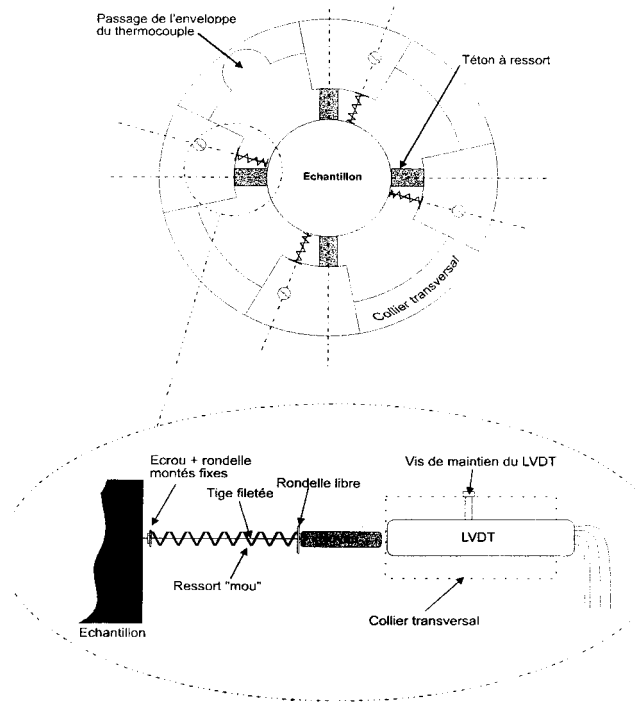 Passage de l'enveloppe
du thermocouple
Téton à ressort
Echantillon
Collier transversal
Ecrou + rondelle
montés fixes
Tige filetée
Rondelle libre
Vis de maintien du LVDT
LVDT
Ressort "mou"
Collier transversal
Echantillon